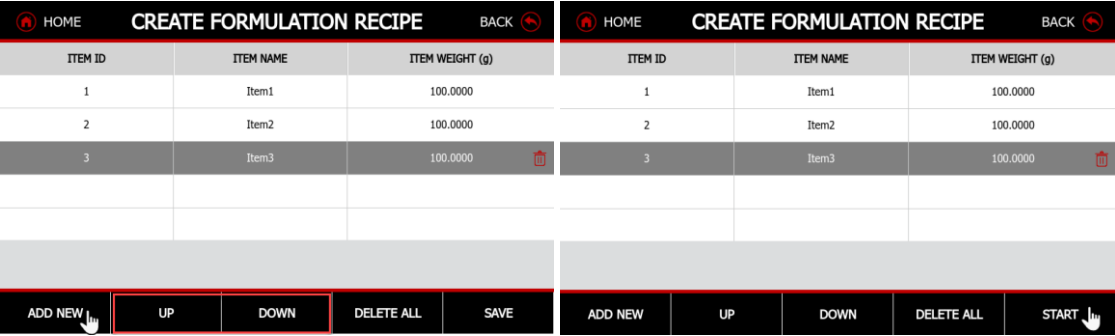 HOME CREATE FORMULATION RECIPE BACK
ITEM ID ITEM NAME ITEM WEIGHT (g)
1 Item1 100.0000
2 Item2 100.0000
3 Item3 100.0000
ADD NEW UP DOWN DELETE ALL SAVE
HOME CREATE FORMULATION RECIPE BACK
ITEM ID ITEM NAME ITEM WEIGHT (g)
1 Item1 100.0000
2 Item2 100.0000
3 Item3 100.0000
ADD NEW UP DOWN DELETE ALL START